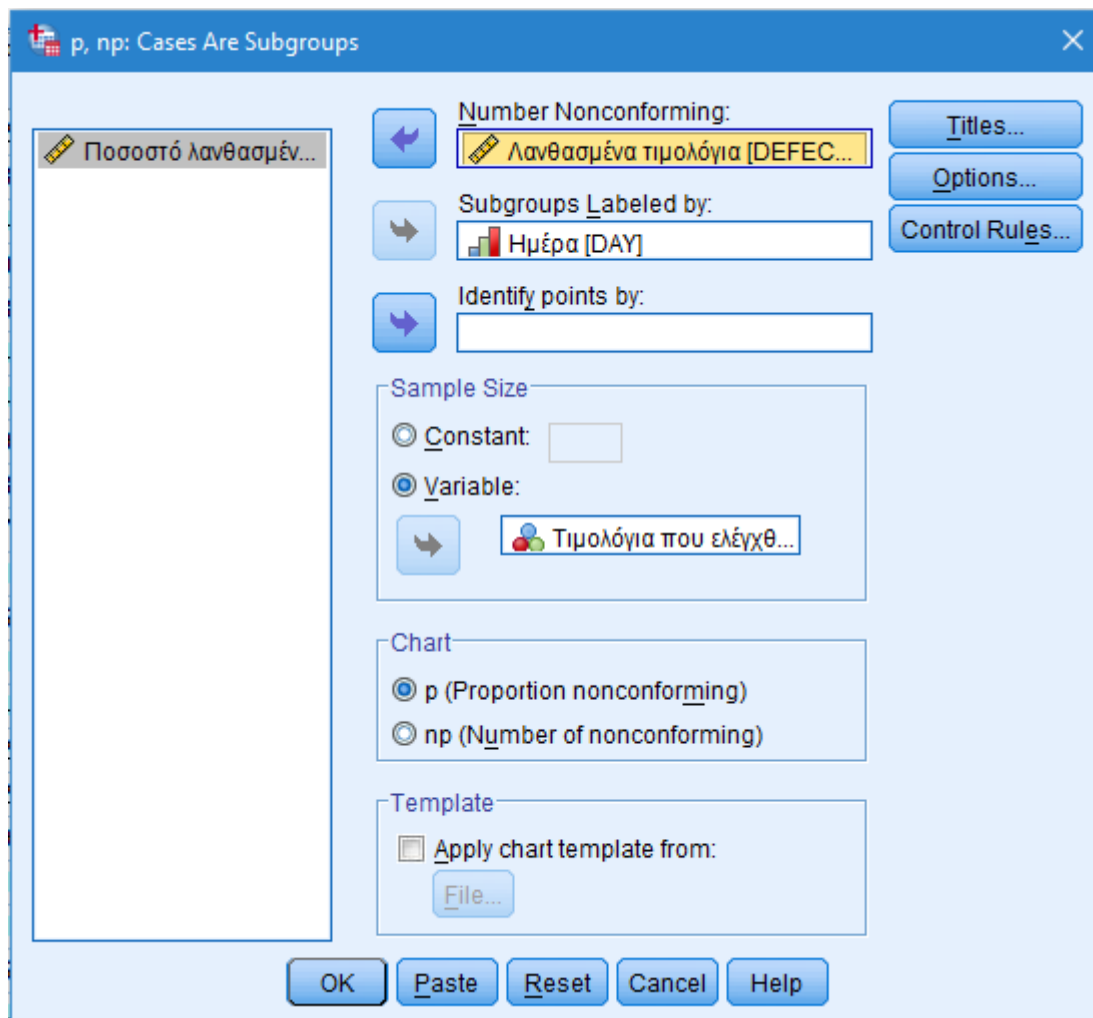 p, np: Cases Are Subgroups
Ποσοστό λανθασμέν...
Number Nonconforming:
Λανθασμένα τιμολόγια [DEFEC...
Subgroups Labeled by:
Ημέρα [DAY]
Identify points by:
Titles...
Options...
Control Rules...
Sample Size
Constant:
Variable:
Τιμολόγια που ελέγχθ...
Chart
p (Proportion nonconforming)
np (Number of nonconforming)
Template
Apply chart template from:
File...
OK Paste Reset Cancel Help